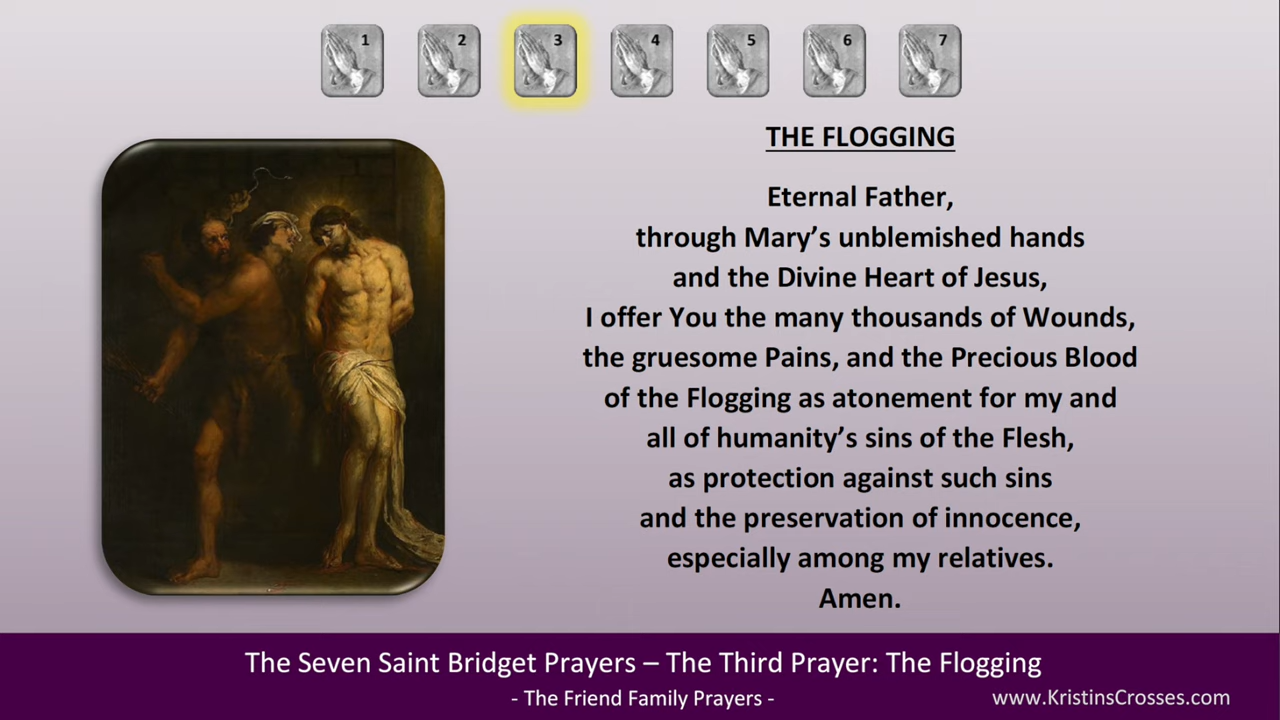 1 2 3 4 5 6 7
THE FLOGGING
Eternal Father,
through Mary’s unblemished hands
and the Divine Heart of Jesus,
I offer You the many thousands of Wounds,
the gruesome Pains, and the Precious Blood
of the Flogging as atonement for my and
all of humanity’s sins of the Flesh,
as protection against such sins
and the preservation of innocence,
especially among my relatives.
Amen.
The Seven Saint Bridget Prayers – The Third Prayer: The Flogging
- The Friend Family Prayers -
www.KristinsCrosses.com